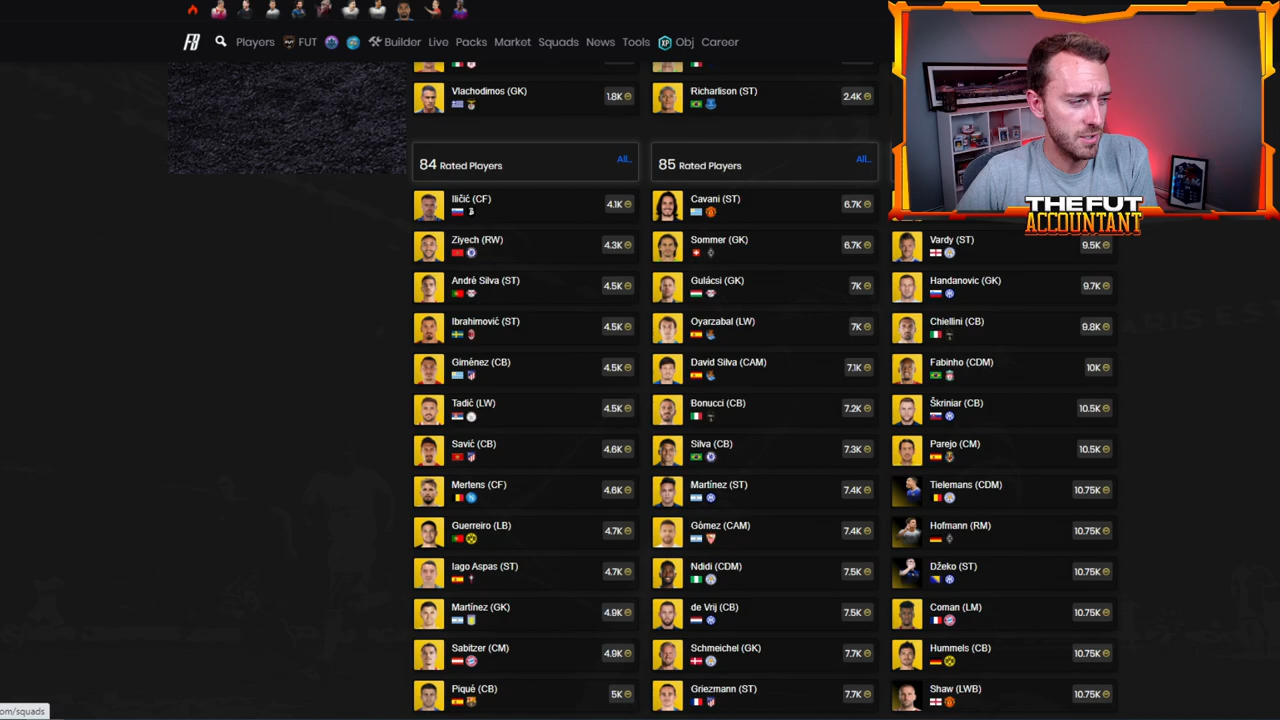 F8 Players FUT Builder Live Packs Market Squads News Tools XP Obj Career
Vlachodimos (GK) 1.8K
Richarlison (ST) 2.4K
84 Rated Players All..
85 Rated Players All..
THE FUT
ACCOUNTANT
Iličić (CF) 4.1K
Cavani (ST) 6.7K
Ziyech (RW) 4.3K
Sommer (GK) 6.7K
Vardy (ST) 9.5K
André Silva (ST) 4.5K
Gulácsi (GK) 7K
Handanovic (GK) 9.7K
Ibrahimović (ST) 4.5K
Oyarzabal (LW) 7K
Chiellini (CB) 9.8K
Giménez (CB) 4.5K
David Silva (CAM) 7.1K
Fabinho (CDM) 10K
Tadić (LW) 4.5K
Bonucci (CB) 7.2K
Škriniar (CB) 10.5K
Savić (CB) 4.6K
Silva (CB) 7.3K
Parejo (CM) 10.5K
Mertens (CF) 4.6K
Martínez (ST) 7.4K
Tielemans (CDM) 10.75K
Guerreiro (LB) 4.7K
Gómez (CAM) 7.4K
Hofmann (RM) 10.75K
Iago Aspas (ST) 4.7K
Ndidi (CDM) 7.5K
Džeko (ST) 10.75K
Martínez (GK) 4.9K
de Vrij (CB) 7.5K
Coman (LM) 10.75K
Sabitzer (CM) 4.9K
Schmeichel (GK) 7.7K
Hummels (CB) 10.75K
Piqué (CB) 5K
Griezmann (ST) 7.7K
Shaw (LWB) 10.75K
om/squads